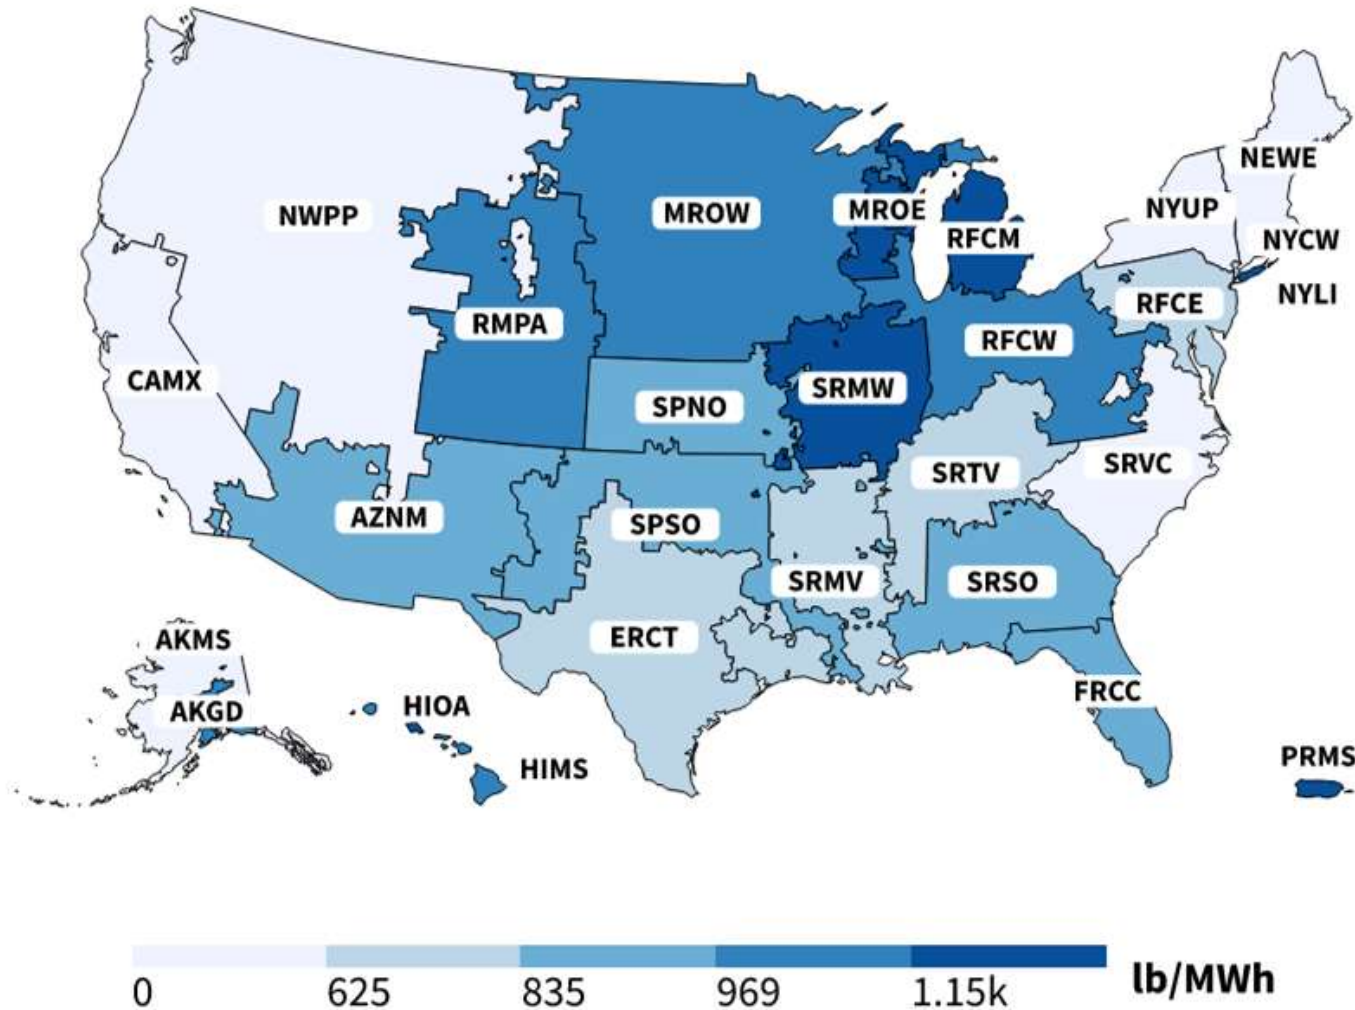 NEWE
NWPP
MROW
MROE
NYUP
RFCM
NYCW
NYLI
RFCE
RMPA
RFCW
CAMX
SRMW
SPNO
SRVC
SRTV
AZNM
SPSO
SRMV
SRSO
ERCT
AKMS
FRCC
AKGD
HIOA
PRMS
HIMS
0 625 835 969 1.15k lb/MWh